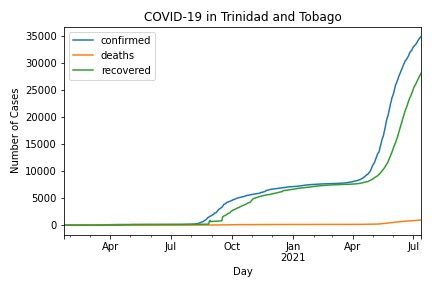 COVID-19 in Trinidad and Tobago
confirmed
deaths
recovered
Number of Cases
35000
30000
25000
20000
15000
10000
5000
0
Apr
Jul
Oct
Jan
2021
Apr
Jul
Day